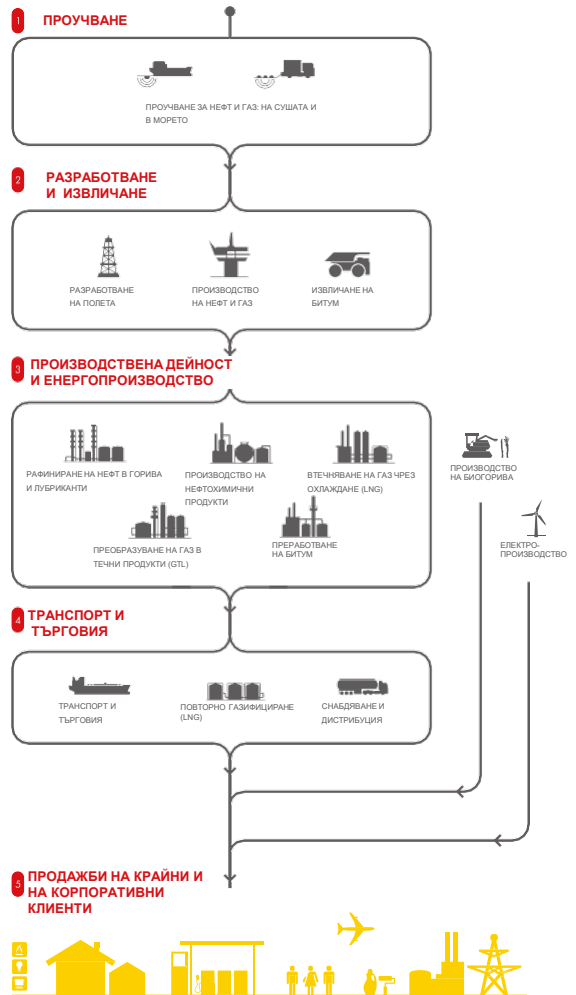 1 ПРОУЧВАНЕ
ПРОУЧВАНЕ ЗА НЕФТ И ГАЗ: НА СУШАТА И
В МОРЕТО
2 РАЗРАБОТВАНЕ
И ИЗВЛИЧАНЕ
РАЗРАБОТВАНЕ
НА ПОЛЕТА
ПРОИЗВОДСТВО
НА НЕФТ И ГАЗ
ИЗВЛИЧАНЕ НА
БИТУМ
3 ПРОИЗВОДСТВЕНА ДЕЙНОСТ
И ЕНЕРГОПРОИЗВОДСТВО
РАФИНИРАНЕ НА НЕФТ В ГОРИВА
И ЛУБРИКАНТИ
ПРОИЗВОДСТВО НА
НЕФТОХИМИЧНИ
ПРОДУКТИ
ВТЕЧНЯВАНЕ НА ГАЗ ЧРЕЗ
ОХЛАЖДАНЕ (LNG)
ПРЕОБРАЗУВАНЕ НА ГАЗ В
ТЕЧНИ ПРОДУКТИ (GTL)
ПРЕРАБОТВАНЕ
НА БИТУМ
ПРОИЗВОДСТВО
НА БИОГОРИВА
ЕЛЕКТРО-
ПРОИЗВОДСТВО
4 ТРАНСПОРТ И
ТЪРГОВИЯ
ТРАНСПОРТ И
ТЪРГОВИЯ
ПОВТОРНО ГАЗИФИЦИРАНЕ
(LNG)
СНАБДЯВАНЕ И
ДИСТРИБУЦИЯ
5 ПРОДАЖБИ НА КРАЙНИ И
НА КОРПОРАТИВНИ
КЛИЕНТИ